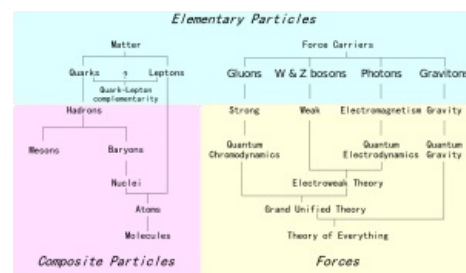 Elementary Particles
Matter
Force Carriers
Quarks ? Leptons
Gluons W & Z bosons Photons Gravitons
Quark-Lepton
complementarity
Hadrons
Strong Weak Electromagnetism Gravity
Mesons Baryons
Quantum
Chromodynamics
Quantum
Electrodynamics
Quantum
Gravity
Nuclei
Electroweak Theory
Atoms
Grand Unified Theory
Molecules
Theory of Everything
Composite Particles
Forces